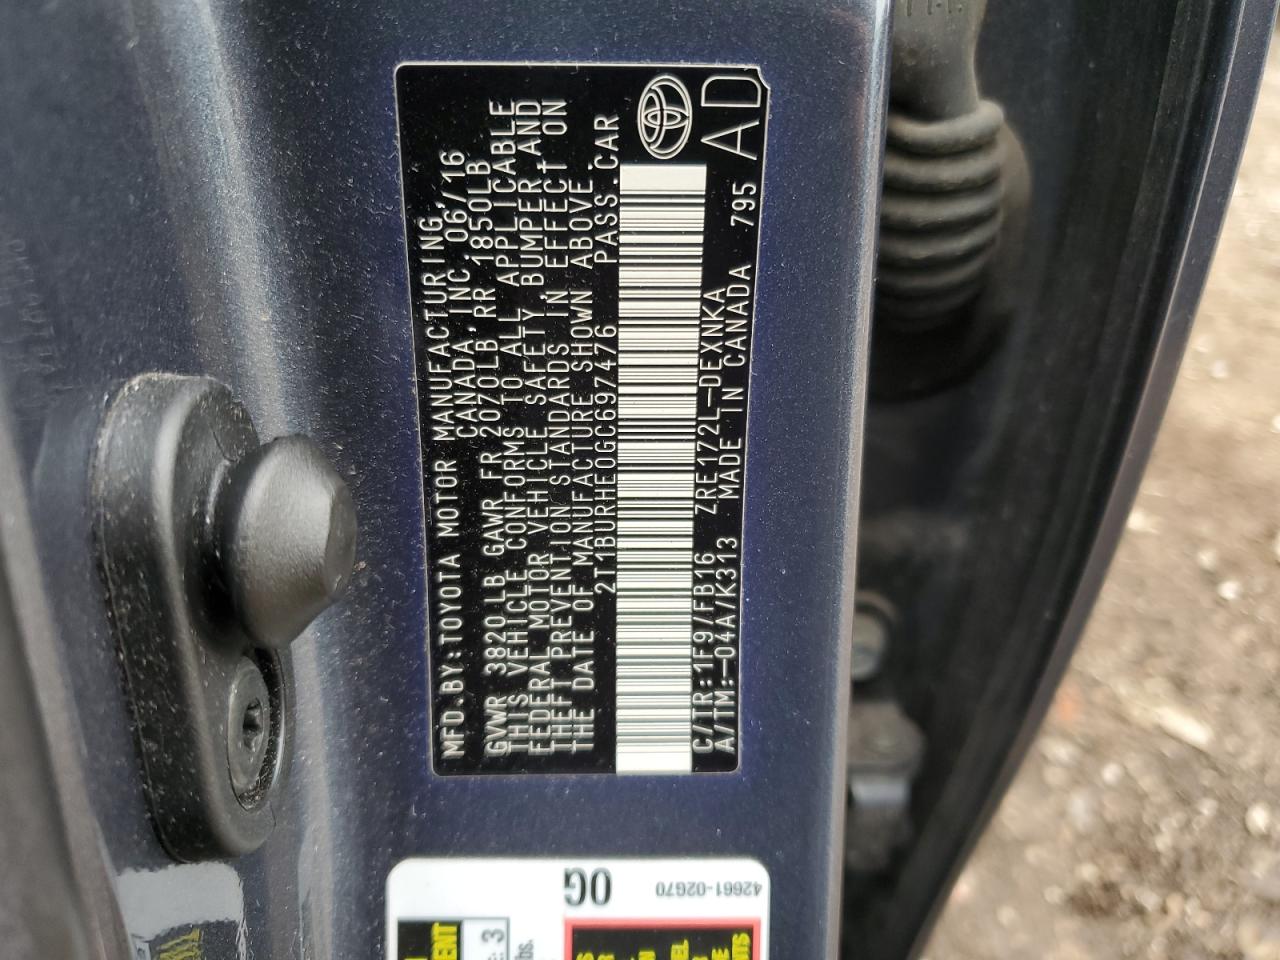 MFD.BY:TOYOTA MOTOR MANUFACTURING
CANADA,INC. 06/16
GVWR 3820LB GAWR FR 2070LB,RR 1850LB
THIS VEHICLE CONFORMS TO ALL APPLICABLE
FEDERAL MOTOR VEHICLE SAFETY,BUMPER,AND
THEFT PREVENTION STANDARDS IN EFFECT ON
THE DATE OF MANUFACTURE SHOWN ABOVE.
2T1BURHE0GC697476 PASS.CAR
C/TR:1F9/FB16 ZRE172L-DEXNKA
A/TM:-04A/K313 MADE IN CANADA 795
AD
0G
42661-02G70
3
lbs.